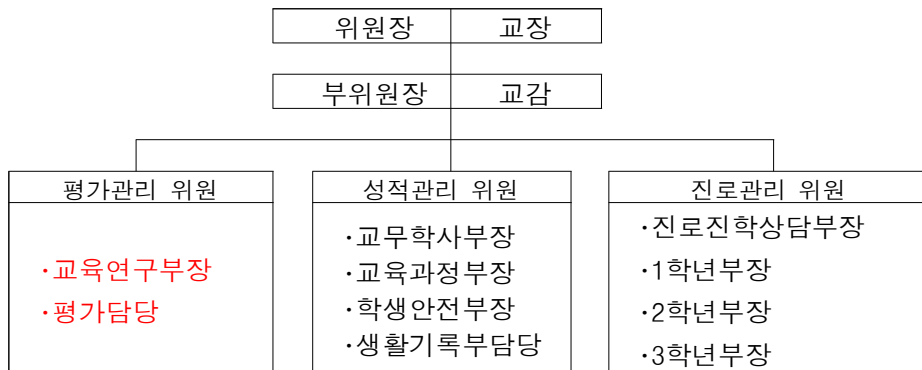 위원장 교장
부위원장 교감
평가관리 위원
·교육연구부장
·평가담당
성적관리 위원
·교무학사부장
·교육과정부장
·학생안전부장
·생활기록부담당
진로관리 위원
·진로진학상담부장
·1학년부장
·2학년부장
·3학년부장